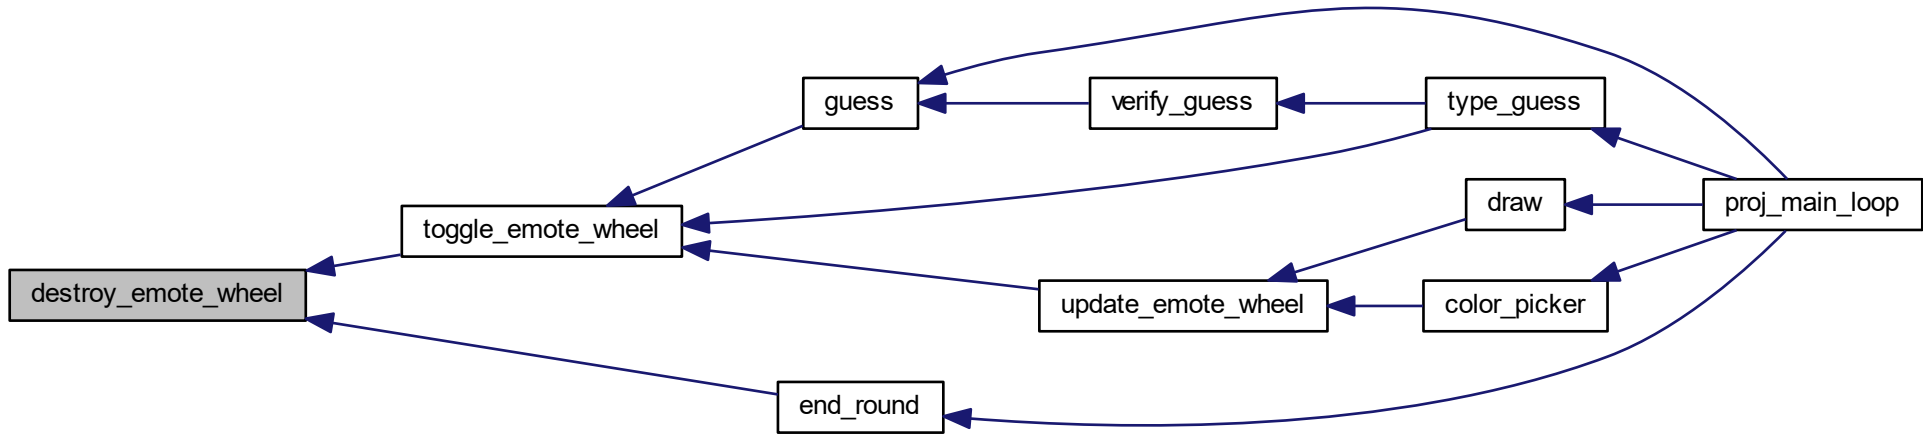 guess
verify_guess
type_guess
draw
proj_main_loop
toggle_emote_wheel
destroy_emote_wheel
update_emote_wheel
color_picker
end_round